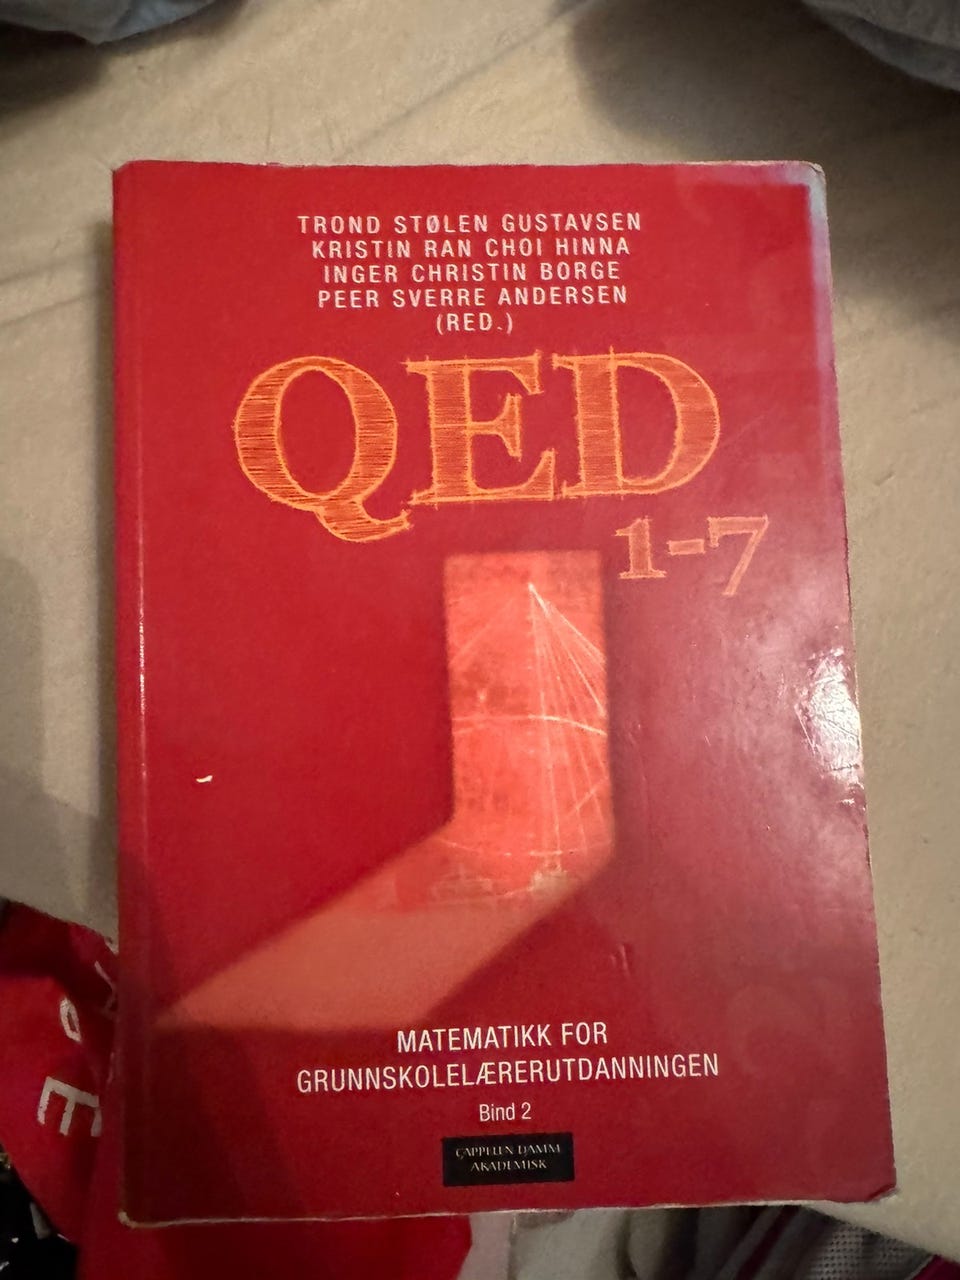 TROND STØLEN GUSTAVSEN
KRISTIN RAN CHOI HINNA
INGER CHRISTIN BORGE
PEER SVERRE ANDERSEN
(RED.)
QED
1-7
MATEMATIKK FOR
GRUNNSKOLELÆRERUTDANNINGEN
Bind 2
CAPPELEN DAMM
AKADEMISK